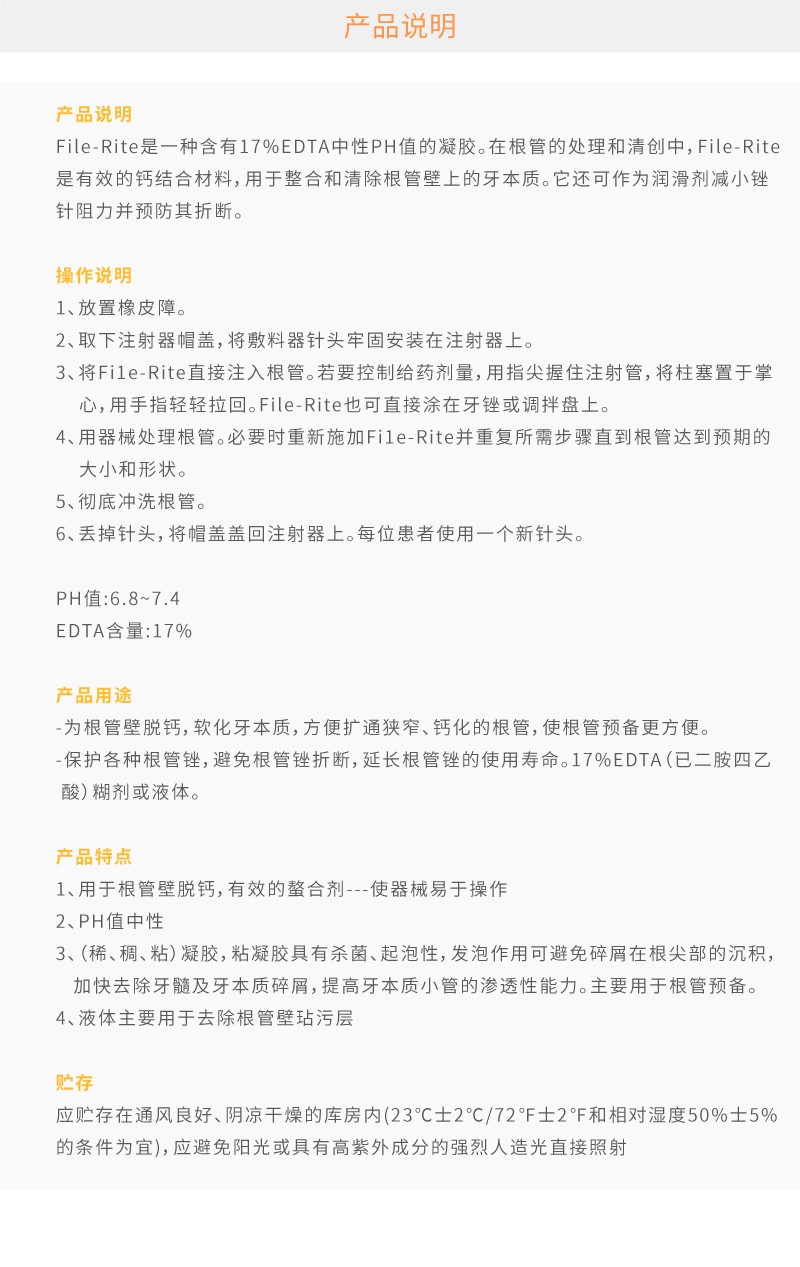 产品说明
产品说明
File-Rite是一种含有17%EDTA中性PH值的凝胶。在根管的处理和清创中，File-Rite
是有效的钙结合材料，用于整合和清除根管壁上的牙本质。它还可作为润滑剂减小锉
针阻力并预防其折断。
操作说明
1、放置橡皮障。
2、取下注射器帽盖，将敷料器针头牢固安装在注射器上。
3、将Fi1e-Rite直接注入根管。若要控制给药剂量，用指尖握住注射管，将柱塞置于掌
心，用手指轻轻拉回。File-Rite也可直接涂在牙锉或调拌盘上。
4、用器械处理根管。必要时重新施加Fi1e-Rite并重复所需步骤直到根管达到预期的
大小和形状。
5、彻底冲洗根管。
6、丢掉针头，将帽盖盖回注射器上。每位患者使用一个新针头。
PH值:6.8~7.4
EDTA含量:17%
产品用途
-为根管壁脱钙，软化牙本质，方便扩通狭窄、钙化的根管，使根管预备更方便。
-保护各种根管锉，避免根管锉折断，延长根管锉的使用寿命。17%EDTA（已二胺四乙
酸）糊剂或液体。
产品特点
1、用于根管壁脱钙，有效的螯合剂---使器械易于操作
2、PH值中性
3、（稀、稠、粘）凝胶，粘凝胶具有杀菌、起泡性，发泡作用可避免碎屑在根尖部的沉积，
加快去除牙髓及牙本质碎屑，提高牙本质小管的渗透性能力。主要用于根管预备。
4、液体主要用于去除根管壁玷污层
贮存
应贮存在通风良好、阴凉干燥的库房内(23℃士2℃/72℉士2℉和相对湿度50%士5%
的条件为宜)，应避免阳光或具有高紫外成分的强烈人造光直接照射